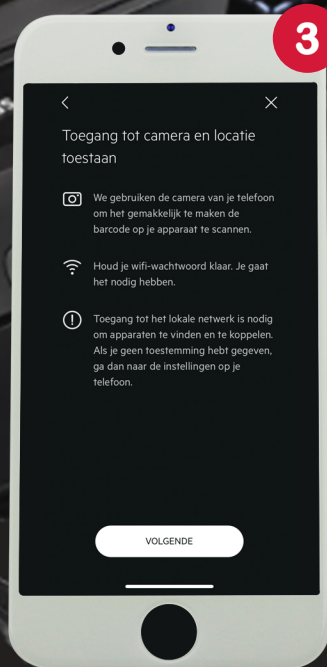 3
Toegang tot camera en locatie
toestaan
We gebruiken de camera van je telefoon
om het gemakkelijk te maken de
barcode op je apparaat te scannen.
Houd je wifi-wachtwoord klaar. Je gaat
het nodig hebben.
Toegang tot het lokale netwerk is nodig
om apparaten te vinden en te koppelen.
Als je geen toestemming hebt gegeven,
ga dan naar de instellingen op je
telefoon.
VOLGENDE